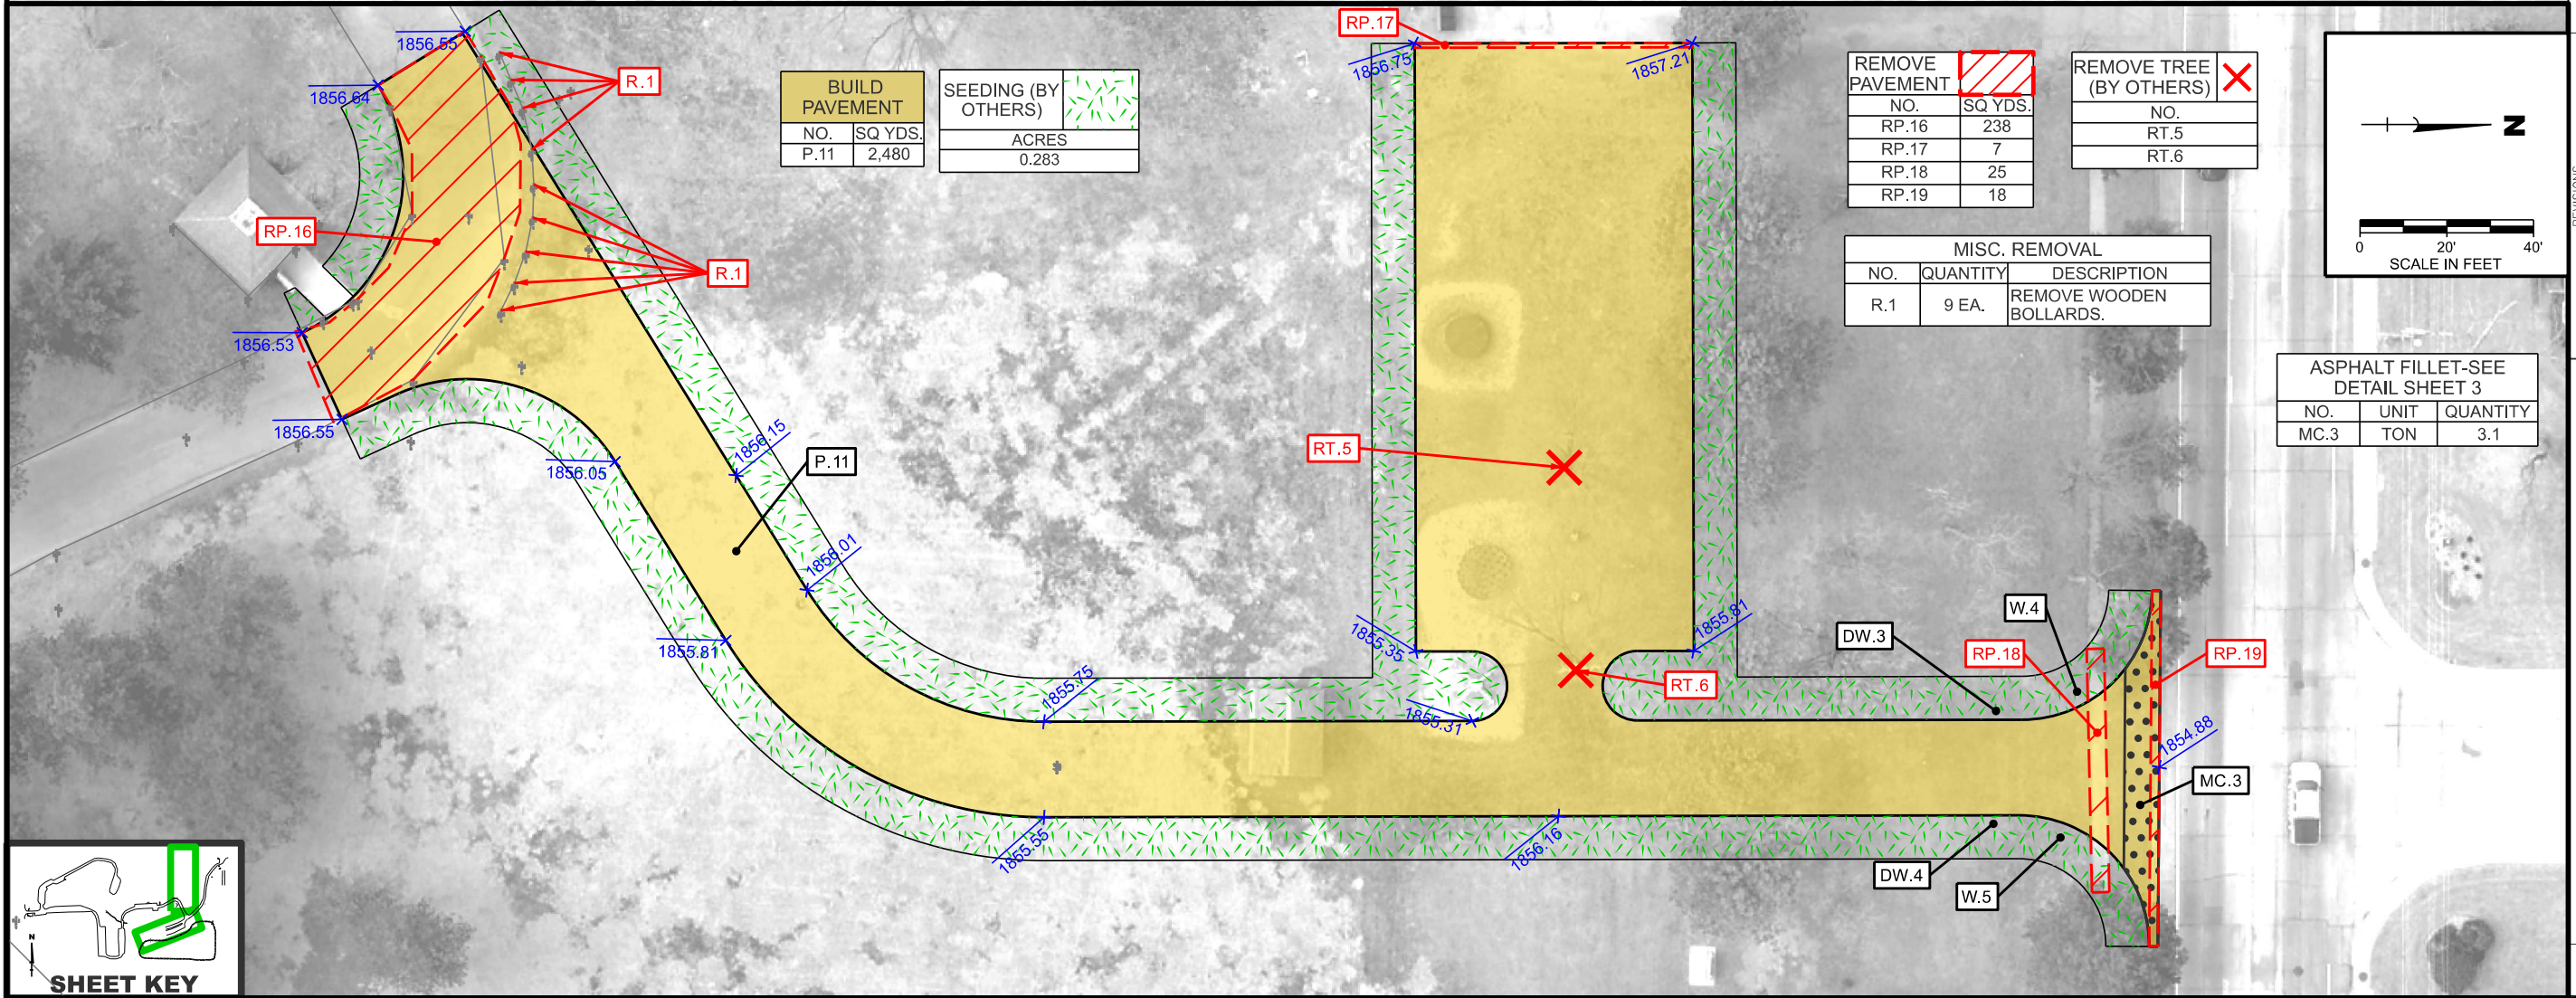 RP.17
1856.55
1856.64
R.1
BUILD
PAVEMENT
NO. SQ YDS.
P.11 2,480
SEEDING (BY
OTHERS)
ACRES
0.283
1856.75
1857.21
REMOVE
PAVEMENT
NO. SQ YDS.
RP.16 238
RP.17 7
RP.18 25
RP.19 18
REMOVE TREE
(BY OTHERS)
NO.
RT.5
RT.6
N
0 20' 40'
SCALE IN FEET
REVISIONS
RP.16
R.1
MISC. REMOVAL
NO. QUANTITY DESCRIPTION
R.1 9 EA. REMOVE WOODEN
BOLLARDS.
1856.53
1856.55
ASPHALT FILLET-SEE
DETAIL SHEET 3
NO. UNIT QUANTITY
MC.3 TON 3.1
1856.15
1856.05
P.11
RT.5
1856.01
1855.81
1855.75
1855.35
1855.81
1855.31
RT.6
DW.3
W.4
RP.18
RP.19
1854.88
MC.3
1855.55
1856.16
DW.4
W.5
N
SHEET KEY